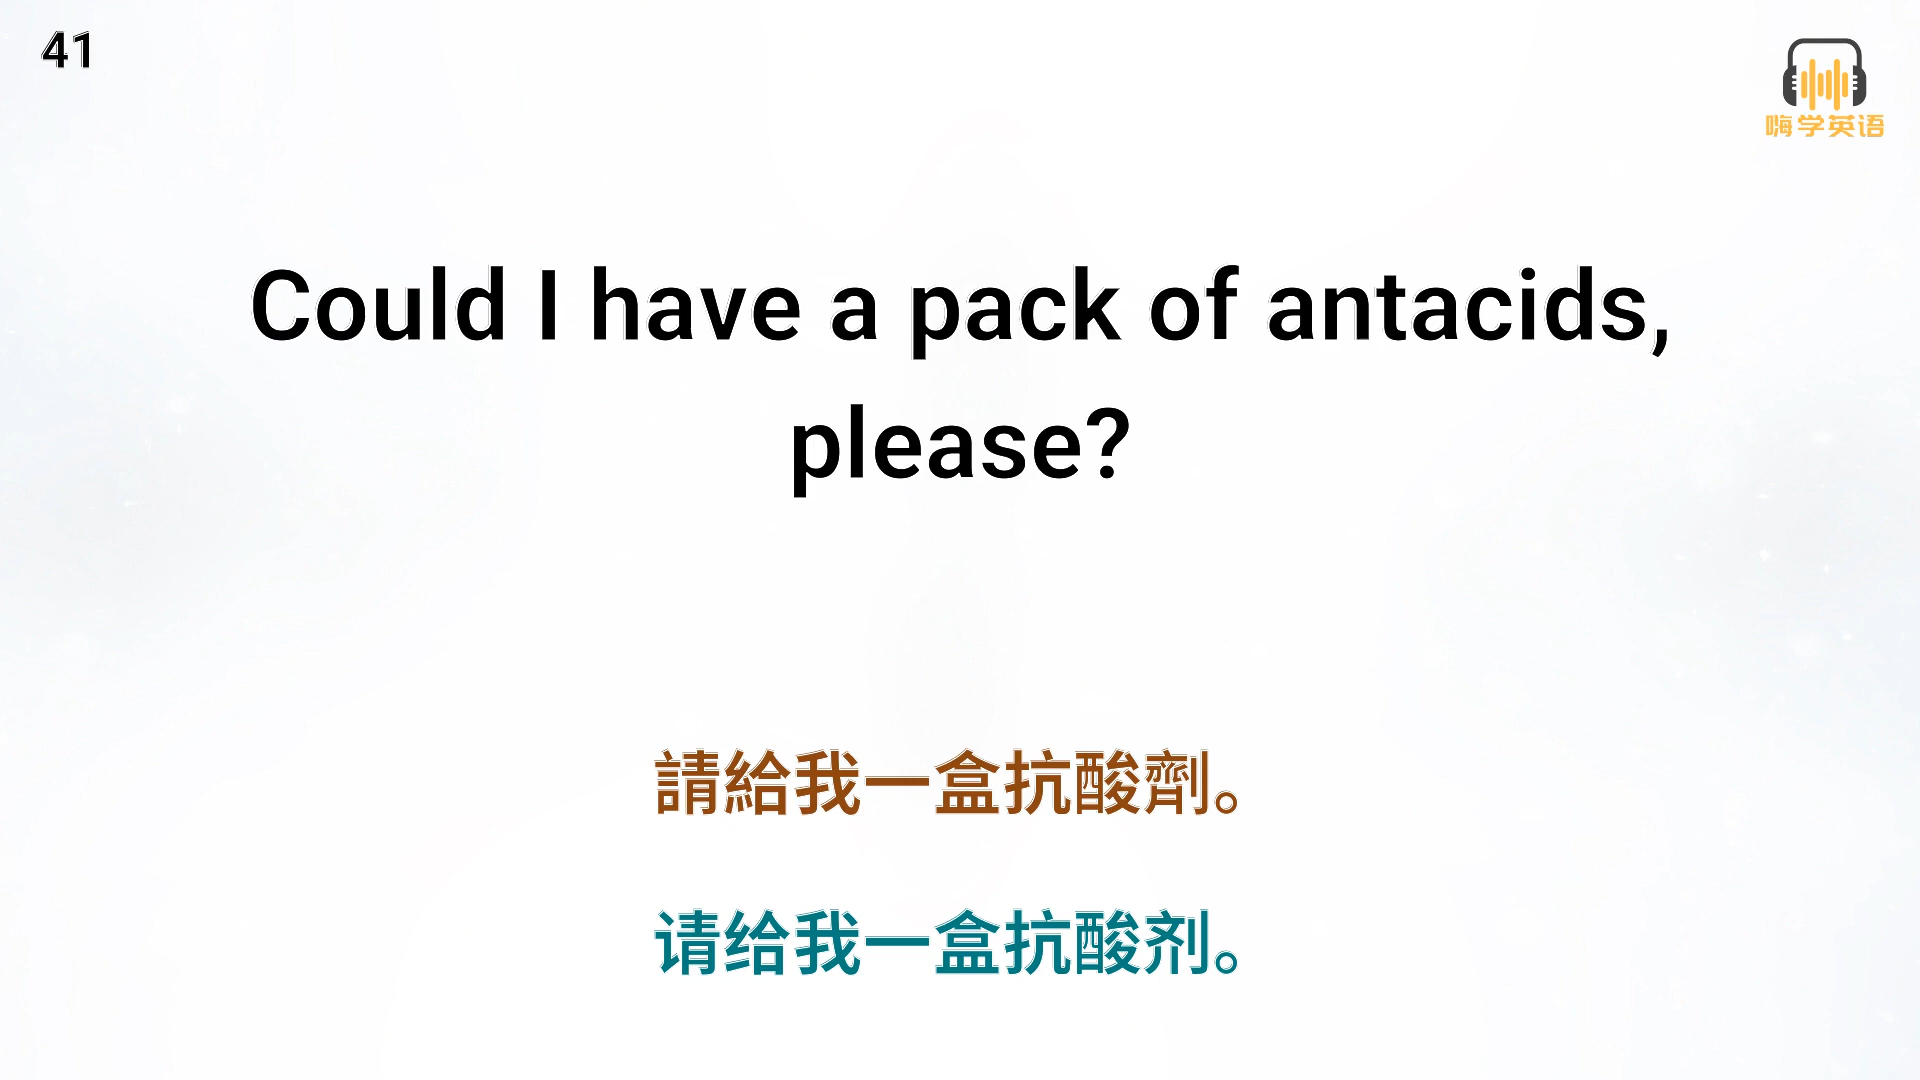 41
嗨学英语
Could I have a pack of antacids,
please?
請給我一盒抗酸劑。
请给我一盒抗酸剂。